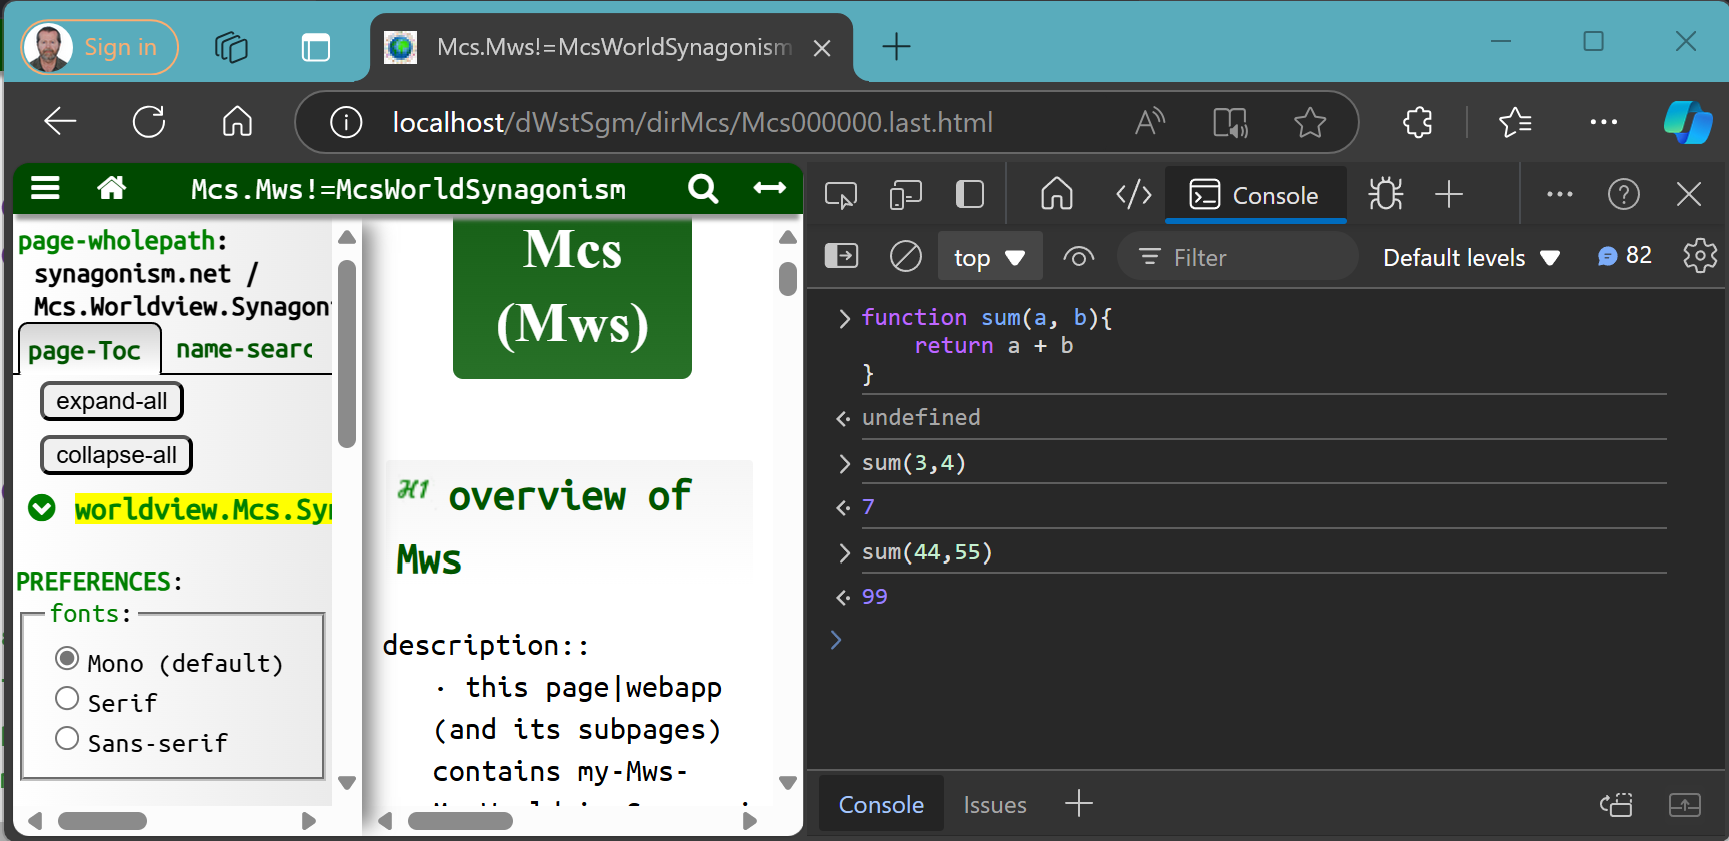 Sign in
Mcs.Mws!=McsWorldSynagonism
localhost/dWstSgm/dirMcs/Mcs000000.last.html
Mcs.Mws!=McsWorldSynagonism
page-wholepath:
synagonism.net /
Mcs.Worldview.Synagon
page-Toc
name-searc
expand-all
collapse-all
worldview.Mcs.Syn
PREFERENCES:
fonts:
Mono (default)
Serif
Sans-serif
Mcs
(Mws)
H1 overview of
Mws
description::
· this page|webapp
(and its subpages)
contains my-Mws-
Console
top
Filter
Default levels
82
function sum(a, b){
return a + b
}
undefined
sum(3,4)
7
sum(44,55)
99
Console
Issues